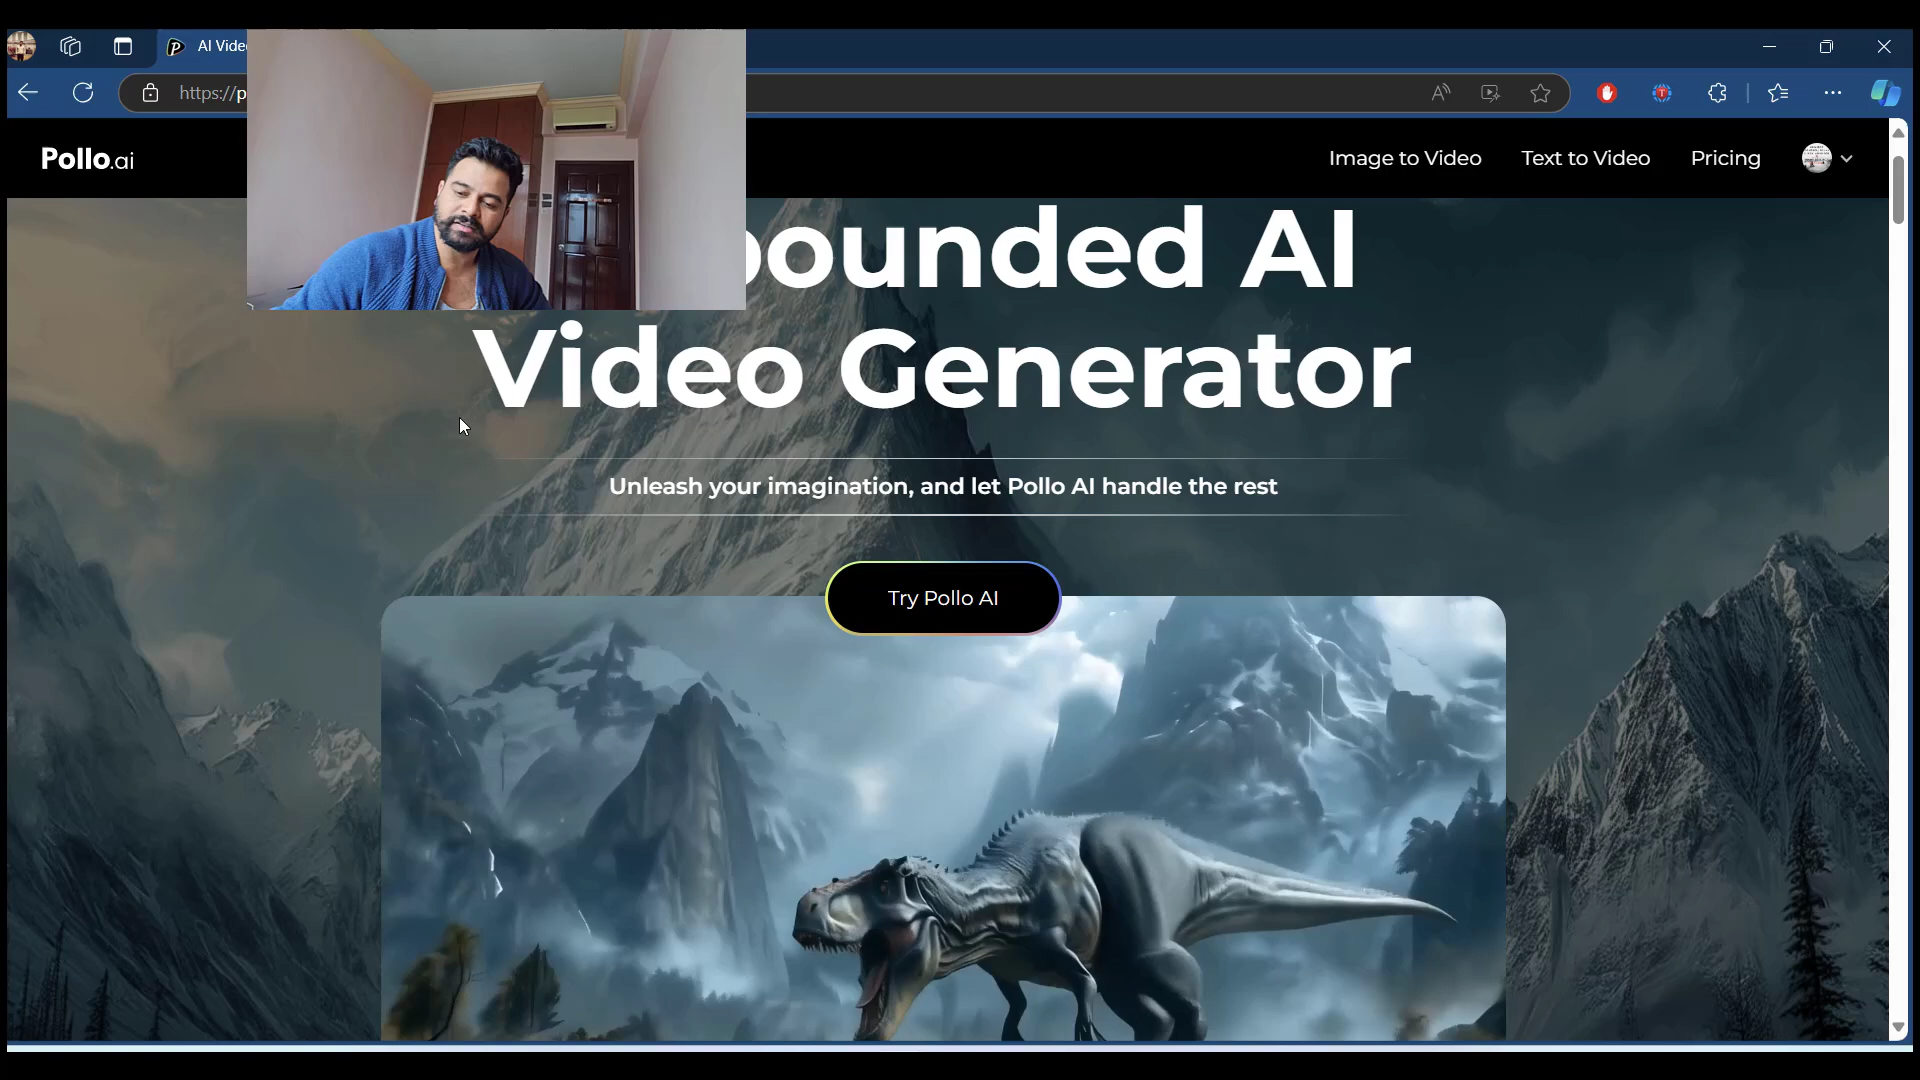 AI Vide
https://p
Pollo.ai
Image to Video
Text to Video
Pricing
bounded AI
Video Generator
Unleash your imagination, and let Pollo AI handle the rest
Try Pollo AI